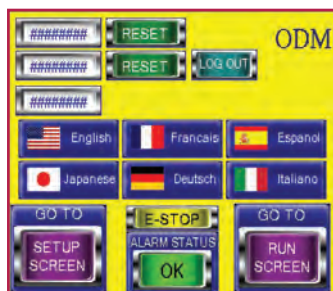 ######## RESET ODM
######## RESET LOG OUT
########
English Francais Espanol
Japanese Deutsch Italiano
GO TO E-STOP GO TO
SETUP SCREEN ALARM STATUS RUN SCREEN
OK